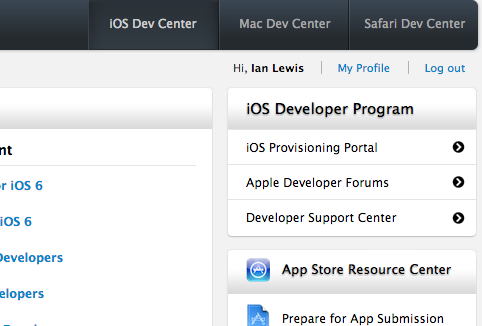 iOS Dev Center
Mac Dev Center
Safari Dev Center
Hi, Ian Lewis
My Profile
Log out
iOS 6
iOS 6
Developers
iOS Developer Program
iOS Provisioning Portal
Apple Developer Forums
Developer Support Center
App Store Resource Center
Prepare for App Submission